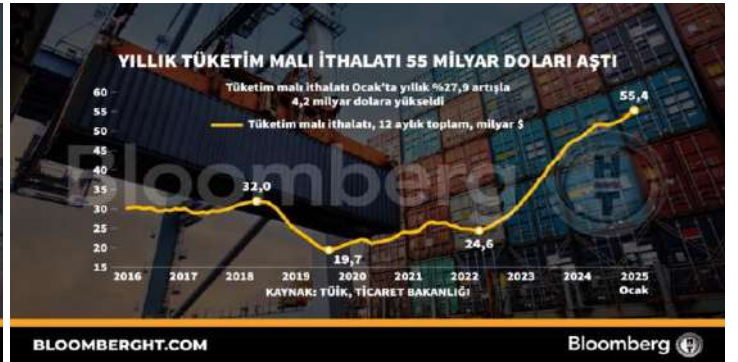 YILLIK TÜKETİM MALI İTHALATI 55 MİLYAR DOLARI AŞTI
Tüketim malı ithalatı Ocak'ta yıllık %27,9 artışla
4,2 milyar dolara yükseldi
Tüketim malı ithalatı, 12 aylık toplam, milyar $
60
55
50
45
40
35
30
25
20
15
32,0
19,7
24,6
55,4
2016 2017 2018 2019 2020 2021 2022 2023 2024 2025
Ocak
KAYNAK: TÜİK, TİCARET BAKANLIĞI
Bloomberg HT
BLOOMBERGHT.COM
Bloomberg HT